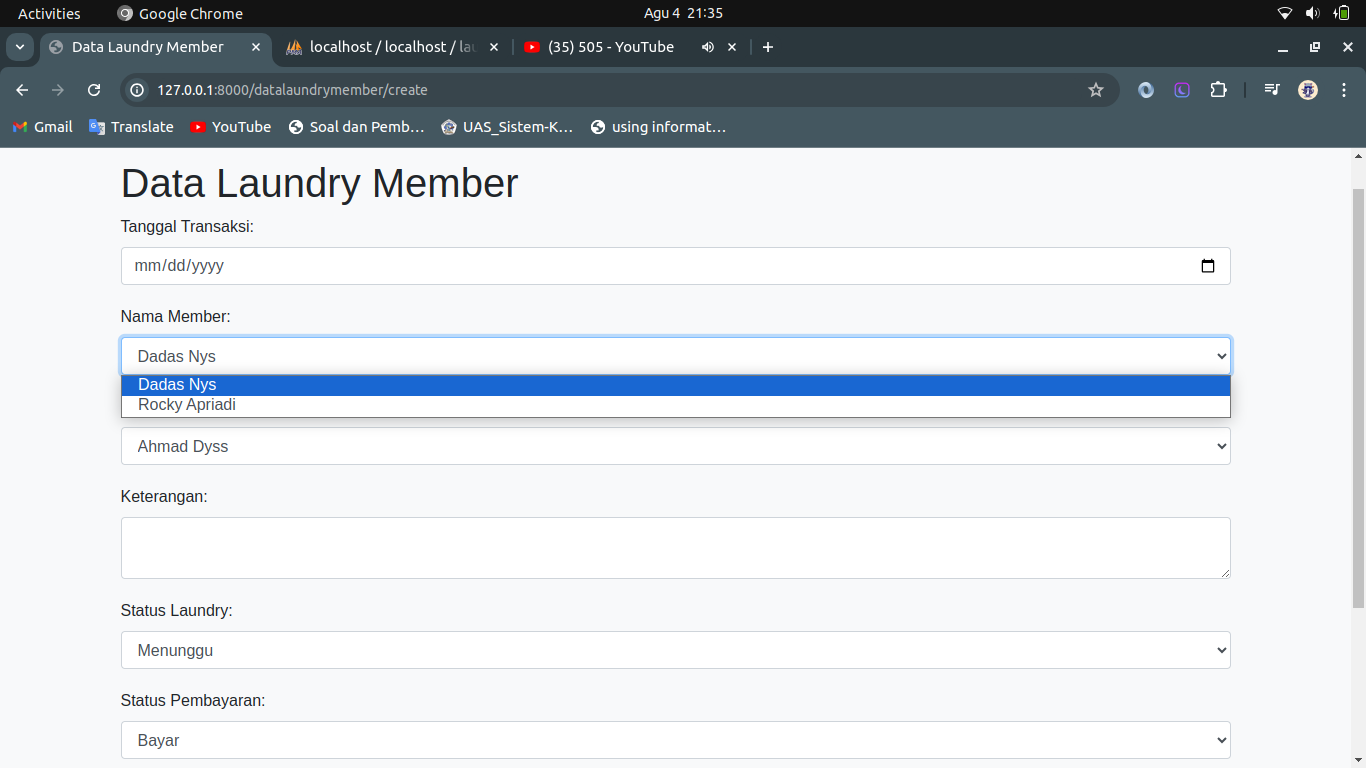 Activities
Google Chrome
Agu 4 21:35
Data Laundry Member
localhost / localhost / la
(35) 505 - YouTube
127.0.0.1:8000/datalaundrymember/create
Gmail
Translate
YouTube
Soal dan Pemb...
UAS_Sistem-K...
using informat...
Data Laundry Member
Tanggal Transaksi:
mm/dd/yyyy
Nama Member:
Dadas Nys
Dadas Nys
Rocky Apriadi
Ahmad Dyss
Keterangan:
Status Laundry:
Menunggu
Status Pembayaran:
Bayar